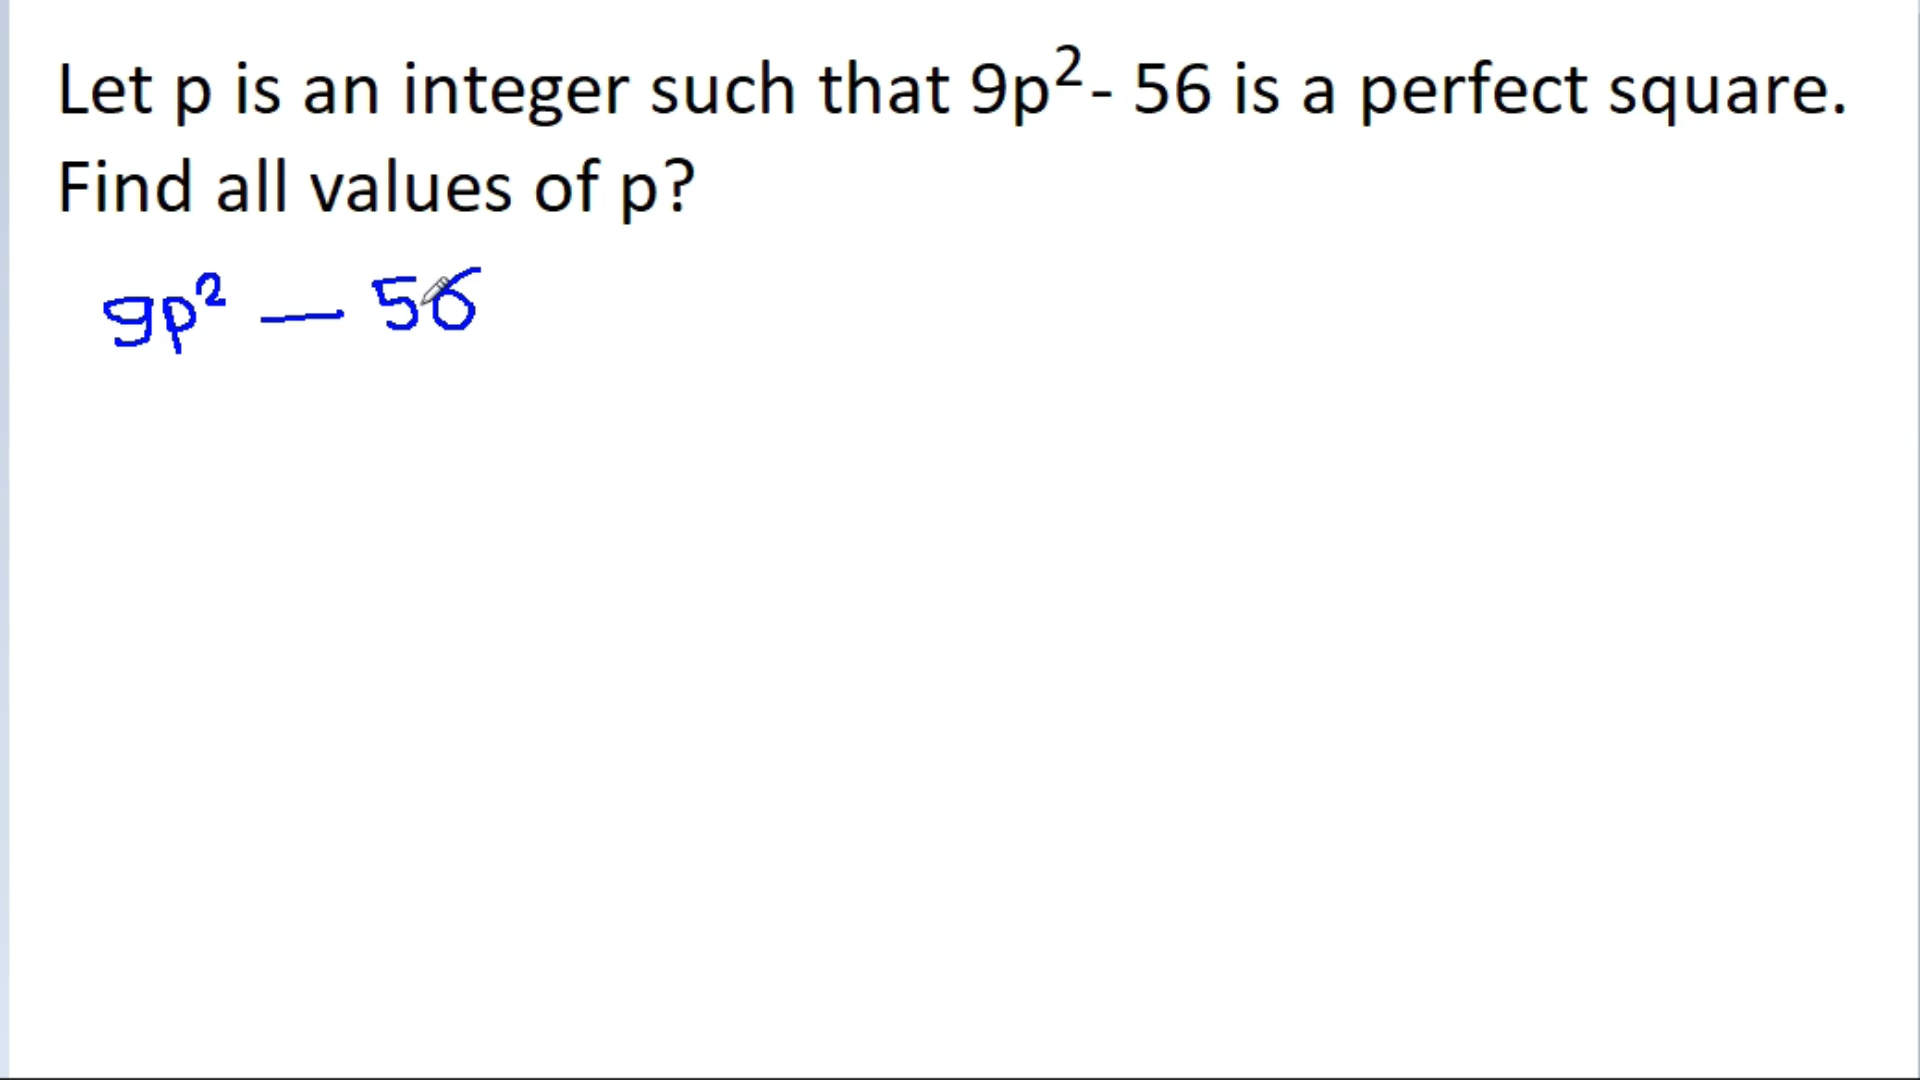 Let p is an integer such that 9p²- 56 is a perfect square.
Find all values of p?
9p² — 56